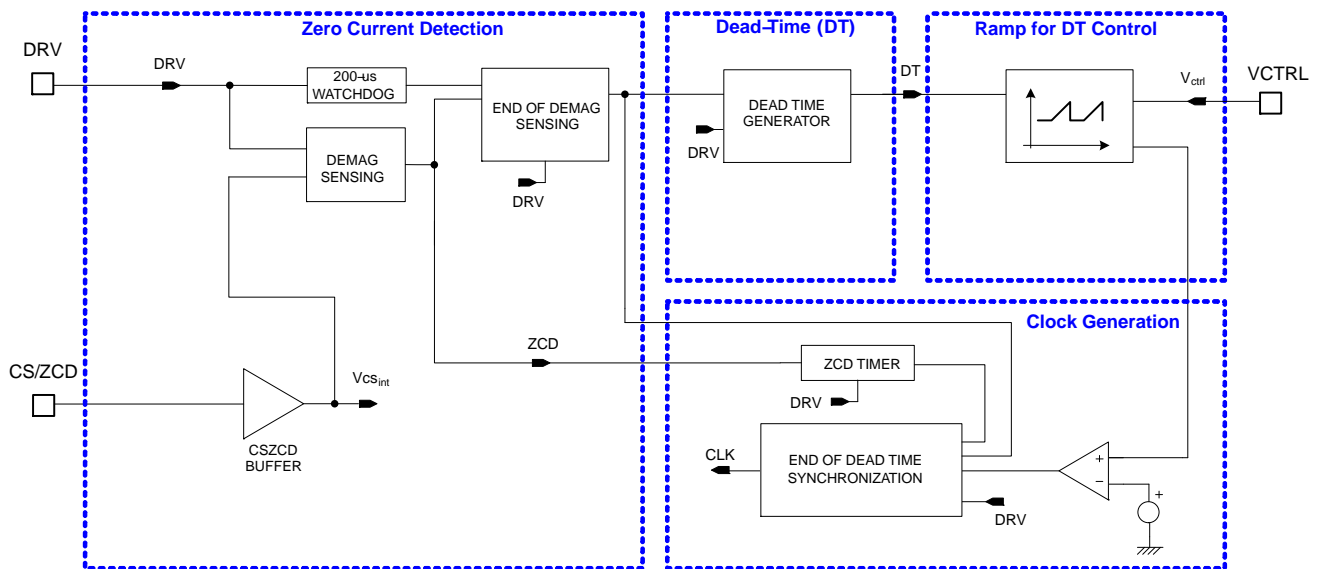 Zero Current Detection
Dead-Time (DT)
Ramp for DT Control
DRV
DRV
200-us
WATCHDOG
END OF DEMAG
SENSING
DRV
DEMAG
SENSING
DEAD TIME
GENERATOR
DRV
DT
Vctrl
VCTRL
Clock Generation
ZCD
ZCD TIMER
DRV
CS/ZCD
Vcsint
CSZCD
BUFFER
CLK
END OF DEAD TIME
SYNCHRONIZATION
DRV
+
−
+